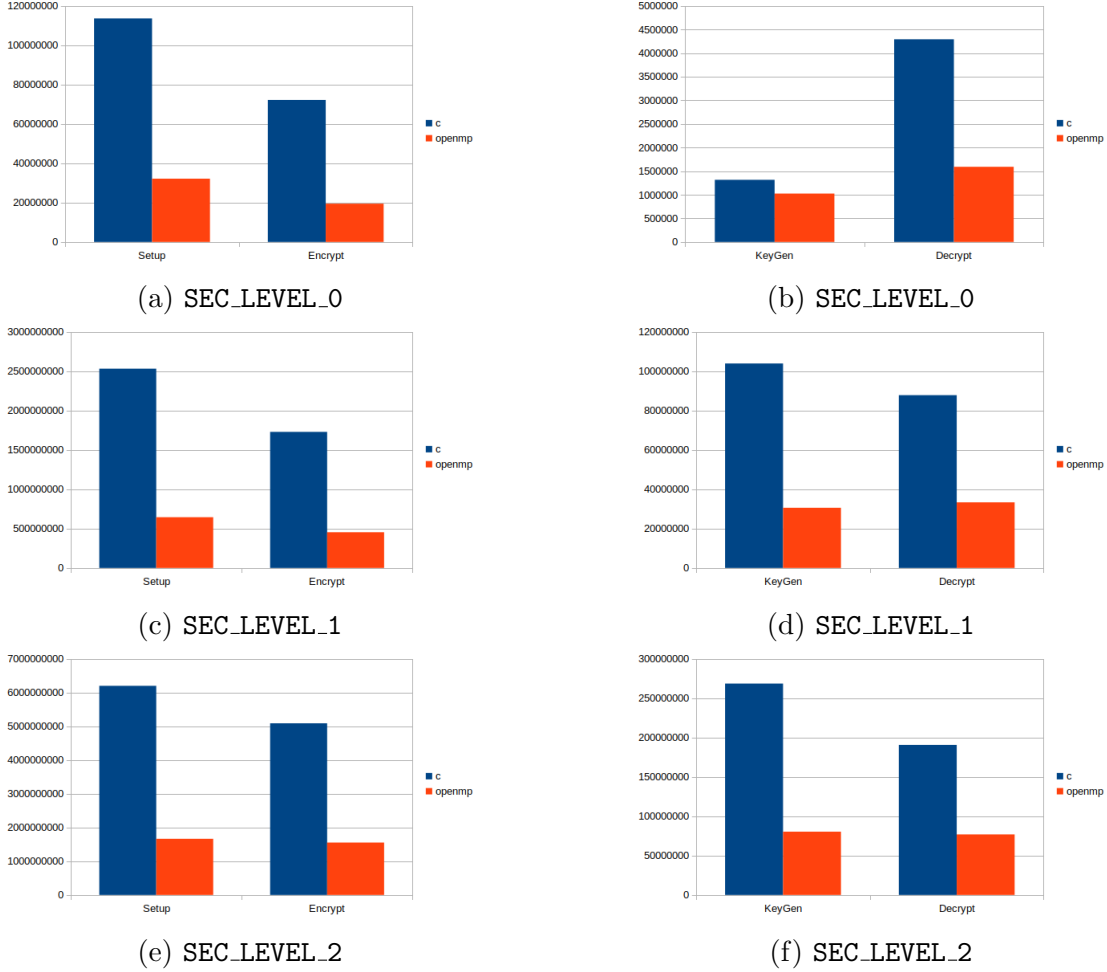 120000000
100000000
80000000
60000000
40000000
20000000
0
Setup Encrypt
c
openmp
(a) SEC_LEVEL_0
5000000
4500000
4000000
3500000
3000000
2500000
2000000
1500000
1000000
500000
0
KeyGen Decrypt
c
openmp
(b) SEC_LEVEL_0
3000000000
2500000000
2000000000
1500000000
1000000000
500000000
0
Setup Encrypt
c
openmp
(c) SEC_LEVEL_1
120000000
100000000
80000000
60000000
40000000
20000000
0
KeyGen Decrypt
c
openmp
(d) SEC_LEVEL_1
7000000000
6000000000
5000000000
4000000000
3000000000
2000000000
1000000000
0
Setup Encrypt
c
openmp
(e) SEC_LEVEL_2
300000000
250000000
200000000
150000000
100000000
50000000
0
KeyGen Decrypt
c
openmp
(f) SEC_LEVEL_2